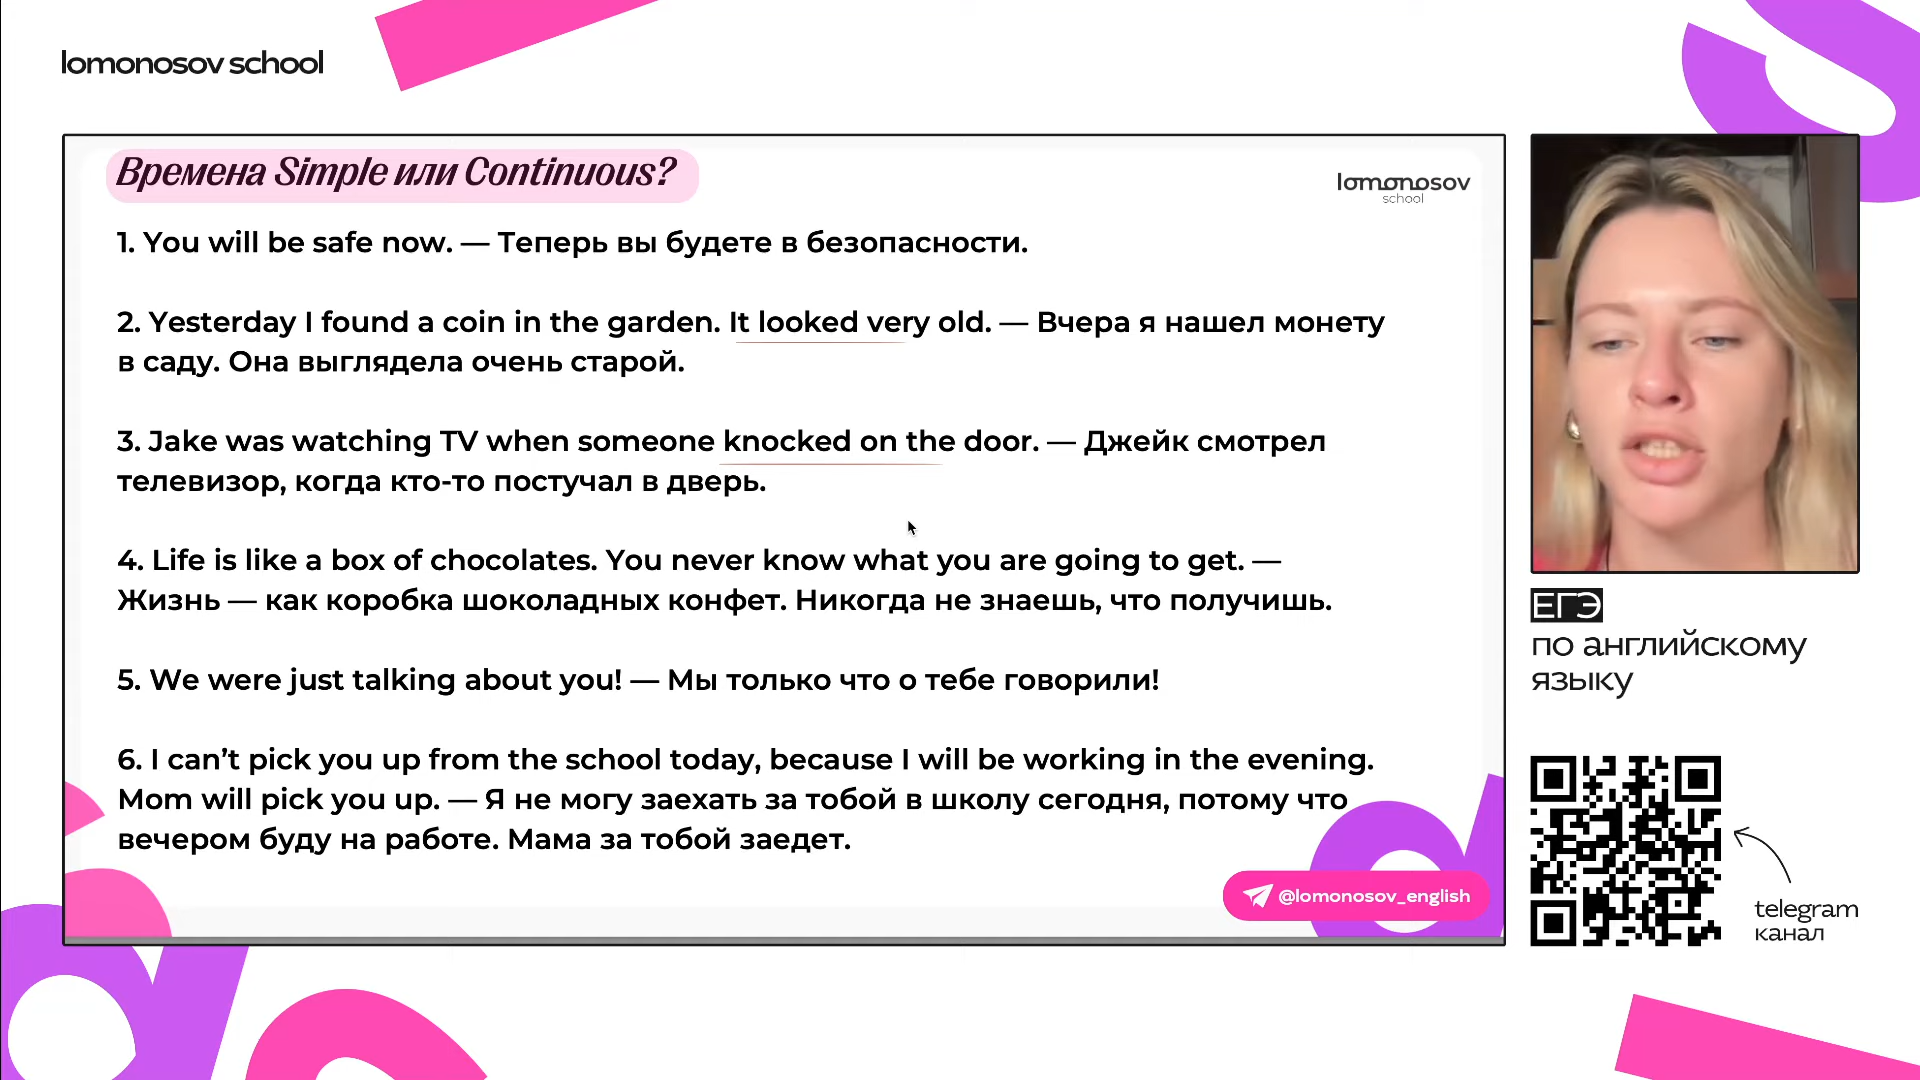 lomonosov school
Времена Simple или Continuous?
lomonosov
school
1. You will be safe now. — Теперь вы будете в безопасности.
2. Yesterday I found a coin in the garden. It looked very old. — Вчера я нашел монету
в саду. Она выглядела очень старой.
3. Jake was watching TV when someone knocked on the door. — Джейк смотрел
телевизор, когда кто-то постучал в дверь.
4. Life is like a box of chocolates. You never know what you are going to get. —
Жизнь — как коробка шоколадных конфет. Никогда не знаешь, что получишь.
5. We were just talking about you! — Мы только что о тебе говорили!
6. I can’t pick you up from the school today, because I will be working in the evening.
Mom will pick you up. — Я не могу заехать за тобой в школу сегодня, потому что
вечером буду на работе. Мама за тобой заедет.
@lomonosov_english
ЕГЭ
по английскому
языку
telegram
канал